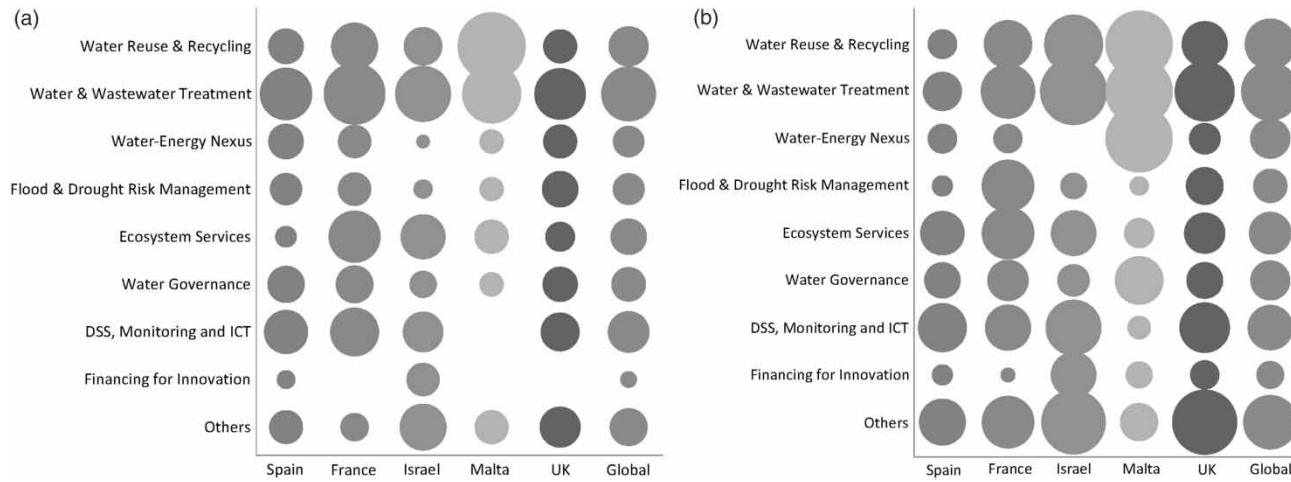 (a)
Water Reuse & Recycling
Water & Wastewater Treatment
Water-Energy Nexus
Flood & Drought Risk Management
Ecosystem Services
Water Governance
DSS, Monitoring and ICT
Financing for Innovation
Others
Spain France Israel Malta UK Global
(b)
Water Reuse & Recycling
Water & Wastewater Treatment
Water-Energy Nexus
Flood & Drought Risk Management
Ecosystem Services
Water Governance
DSS, Monitoring and ICT
Financing for Innovation
Others
Spain France Israel Malta UK Global